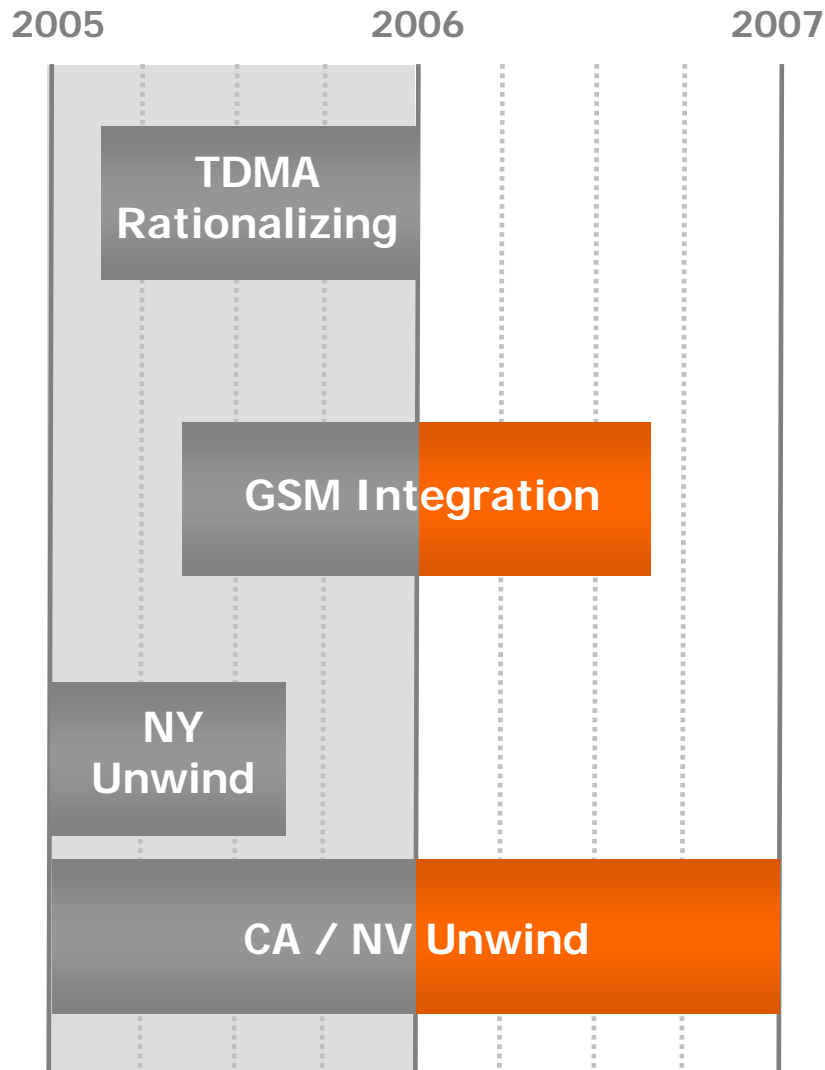 2005 2006 2007
TDMA
Rationalizing
GSM Integration
NY
Unwind
CA / NV Unwind